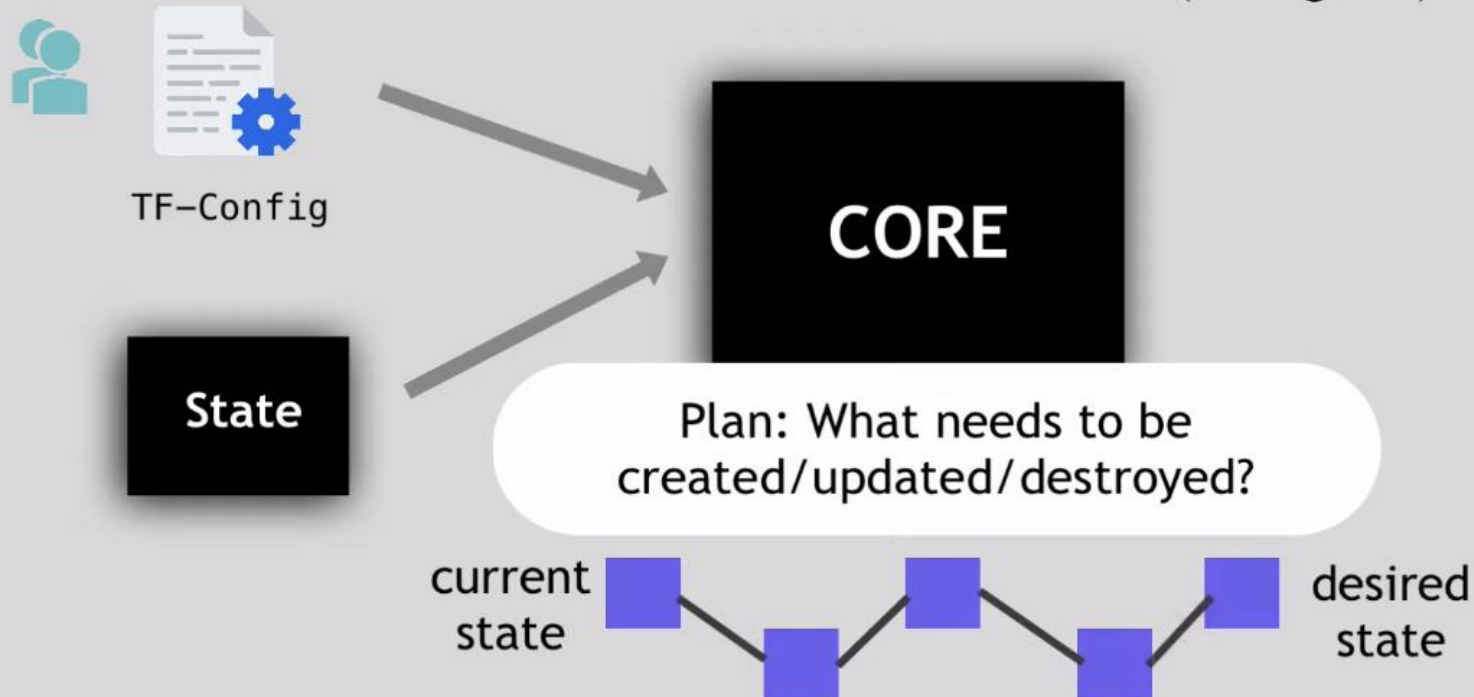 TF-Config
CORE
State
Plan: What needs to be
created/updated/destroyed?
current
state
desired
state